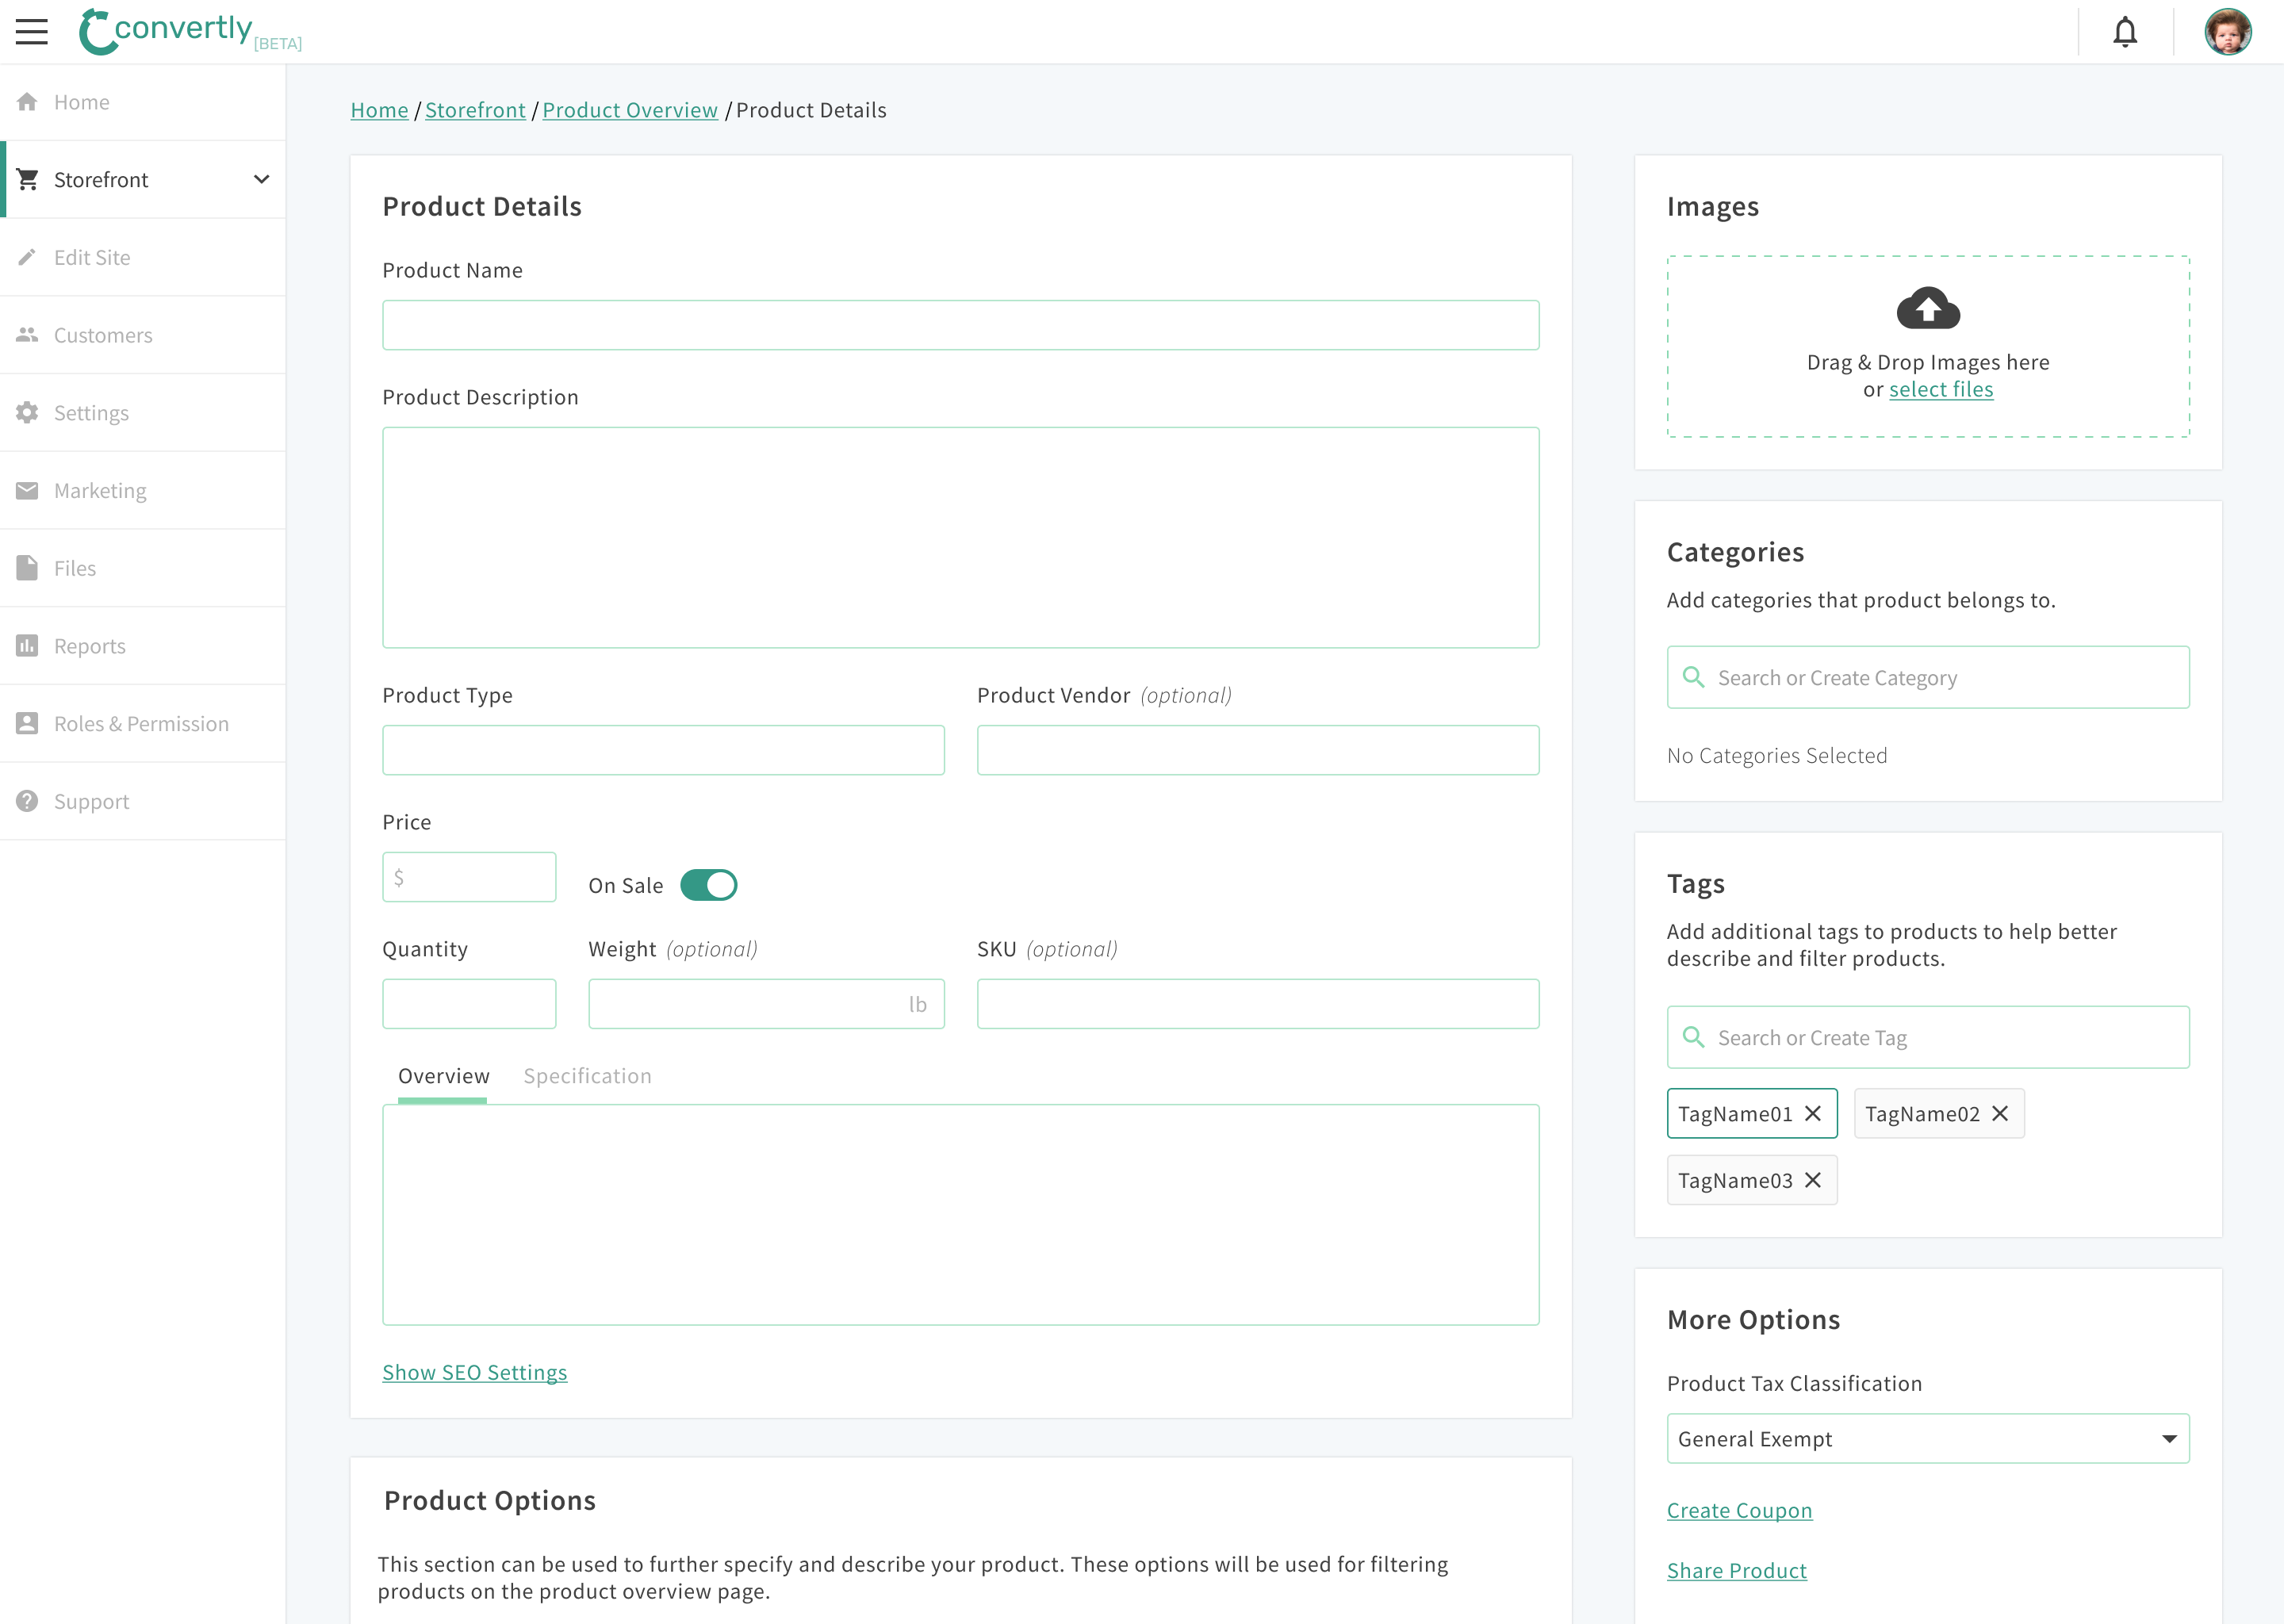 convertly [BETA]
Home
Storefront
Edit Site
Customers
Settings
Marketing
Files
Reports
Roles & Permission
Support
Home / Storefront / Product Overview / Product Details
Product Details
Product Name
Product Description
Product Type
Product Vendor (optional)
Price
$
On Sale
Quantity
Weight (optional)
SKU (optional)
lb
Overview
Specification
Show SEO Settings
Product Options
This section can be used to further specify and describe your product. These options will be used for filtering
products on the product overview page.
Images
Drag & Drop Images here
or select files
Categories
Add categories that product belongs to.
Search or Create Category
No Categories Selected
Tags
Add additional tags to products to help better
describe and filter products.
Search or Create Tag
TagName01
TagName02
TagName03
More Options
Product Tax Classification
General Exempt
Create Coupon
Share Product